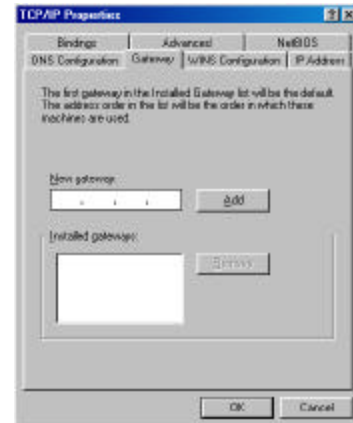 TCP/IP Properties
Bindings Advanced NetBIOS
DNS Configuration Gateway WINS Configuration IP Address
The first gateway in the Installed Gateway list will be the default.
The address order in the list will be the order in which these
machines are used.
New gateway:
Add
Installed gateways:
Remove
OK Cancel